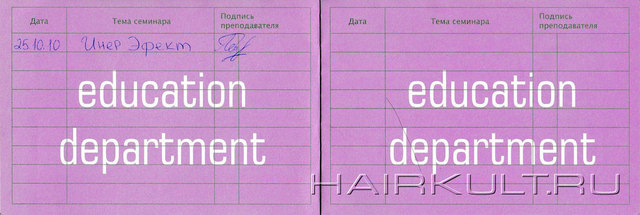 Дата Тема семинара Подпись преподавателя
25.10.10 Инер Эфект
education
department
Дата Тема семинара Подпись преподавателя
education
department
HAIRKULT.RU